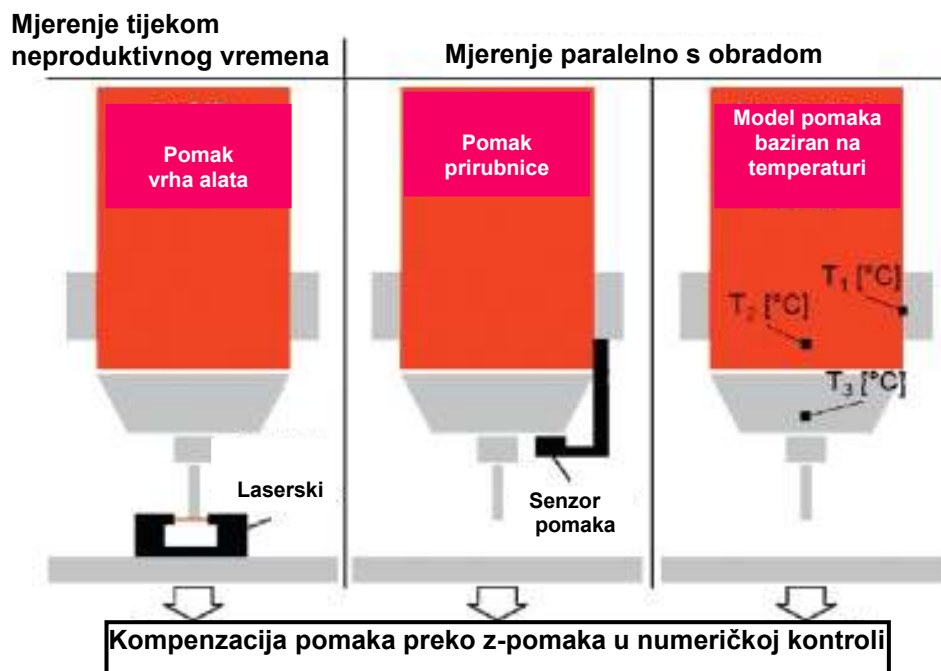 Mjerenje tijekom
neproduktivnog vremena
Mjerenje paralelno s obradom
Pomak
vrha alata
Pomak
prirubnice
Model pomaka
baziran na
temperaturi
T₁ [°C]
T₂ [°C]
T₃ [°C]
Laserski
Senzor
pomaka
Kompenzacija pomaka preko z-pomaka u numeričkoj kontroli